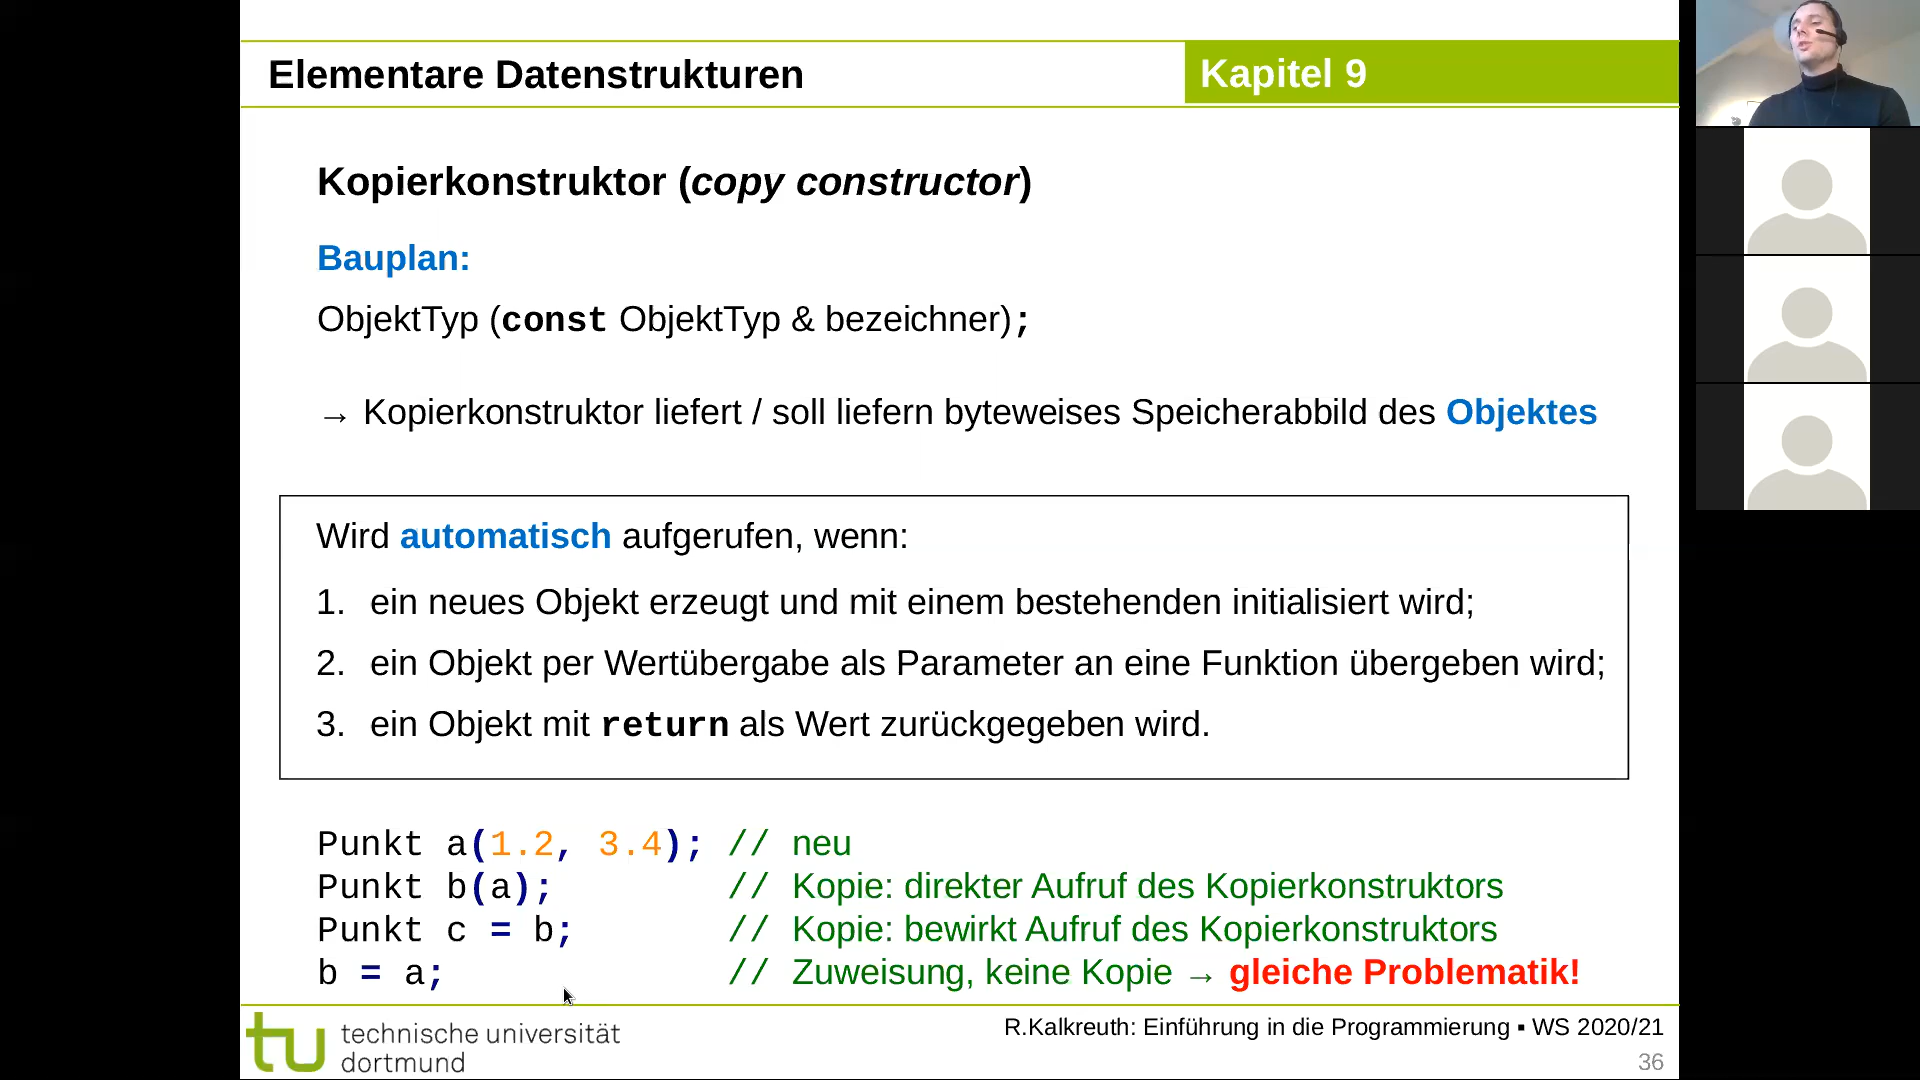 Elementare Datenstrukturen
Kapitel 9
Kopierkonstruktor (copy constructor)
Bauplan:
ObjektTyp (const ObjektTyp & bezeichner);
→ Kopierkonstruktor liefert / soll liefern byteweises Speicherabbild des Objektes
Wird automatisch aufgerufen, wenn:
1. ein neues Objekt erzeugt und mit einem bestehenden initialisiert wird;
2. ein Objekt per Wertübergabe als Parameter an eine Funktion übergeben wird;
3. ein Objekt mit return als Wert zurückgegeben wird.
Punkt a(1.2, 3.4); // neu
Punkt b(a); // Kopie: direkter Aufruf des Kopierkonstruktors
Punkt c = b; // Kopie: bewirkt Aufruf des Kopierkonstruktors
b = a; // Zuweisung, keine Kopie → gleiche Problematik!
tu technische universität
dortmund
R.Kalkreuth: Einführung in die Programmierung ▪ WS 2020/21
36